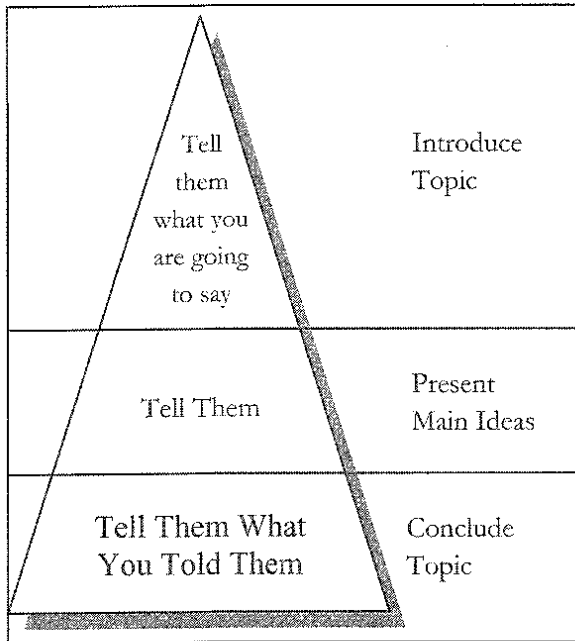 Tell
them
what you
are going
to say
Introduce
Topic
Tell Them
Present
Main Ideas
Tell Them What
You Told Them
Conclude
Topic